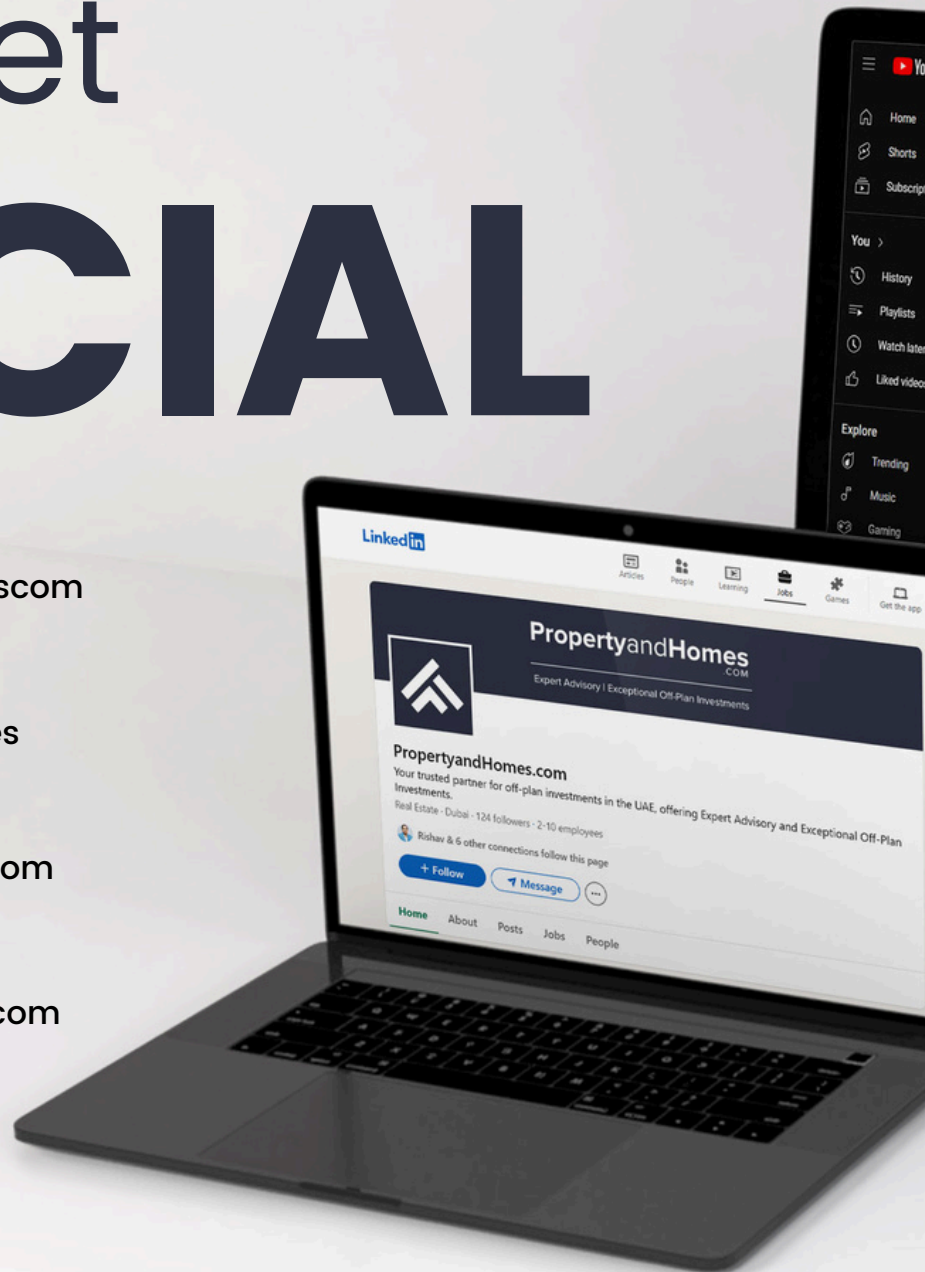 et
CIAL
scom
es
om
com
YouTube
Home
Shorts
Subscript
You >
History
Playlists
Watch later
Liked videos
Explore
Trending
Music
Gaming
Linked in
Articles
People
Learning
Jobs
Games
Get the app
PropertyandHomes
.COM
Expert Advisory | Exceptional Off-Plan Investments
PropertyandHomes.com
Your trusted partner for off-plan investments in the UAE, offering Expert Advisory and Exceptional Off-Plan
Investments.
Real Estate · Dubai · 124 followers · 2-10 employees
Rishav & 6 other connections follow this page
+ Follow
Message
Home
About
Posts
Jobs
People